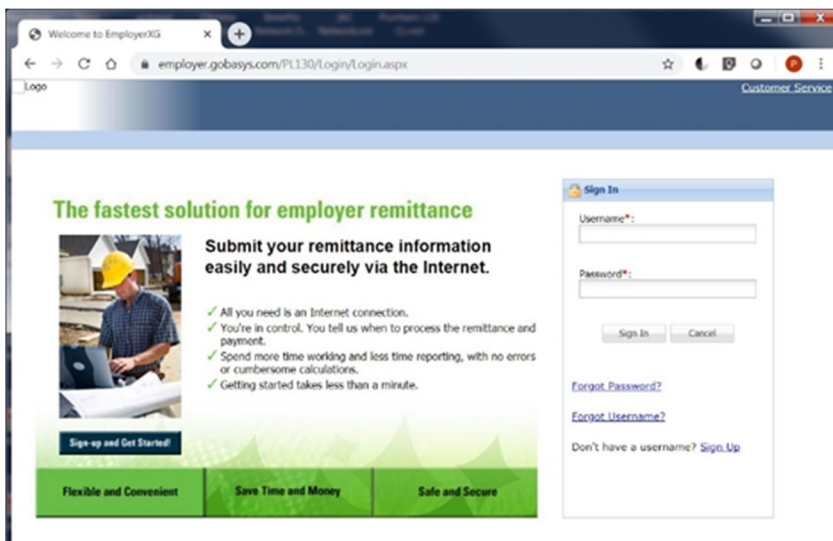 Welcome to EmployerXG
employer.gobasys.com/PL130/Login/Login.aspx
P
Logo
Customer Service
The fastest solution for employer remittance
Submit your remittance information
easily and securely via the Internet.
✓ All you need is an Internet connection.
✓ You're in control. You tell us when to process the remittance and
payment.
✓ Spend more time working and less time reporting, with no errors
or cumbersome calculations.
✓ Getting started takes less than a minute.
Sign-up and Get Started!
Flexible and Convenient
Save Time and Money
Safe and Secure
Sign In
Username*:
Password*:
Sign In
Cancel
Forgot Password?
Forgot Username?
Don't have a username? Sign Up